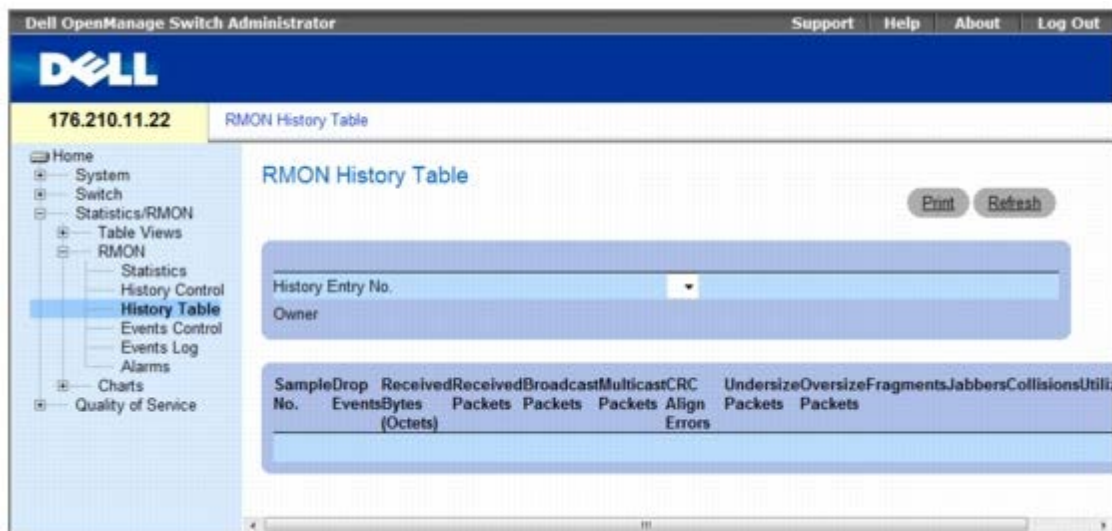 Dell OpenManage Switch Administrator
Support Help About Log Out
DELL
176.210.11.22
RMON History Table
Home
System
Switch
Statistics/RMON
Table Views
RMON
Statistics
History Control
History Table
Events Control
Events Log
Alarms
Charts
Quality of Service
RMON History Table
Print Refresh
History Entry No.
Owner
Sample Drop Received Received Broadcast Multicast CRC Undersize Oversize Fragments Jabbers Collisions Utiliz
No. Events Bytes Packets Packets Packets Align Packets Packets
(Octets) Errors